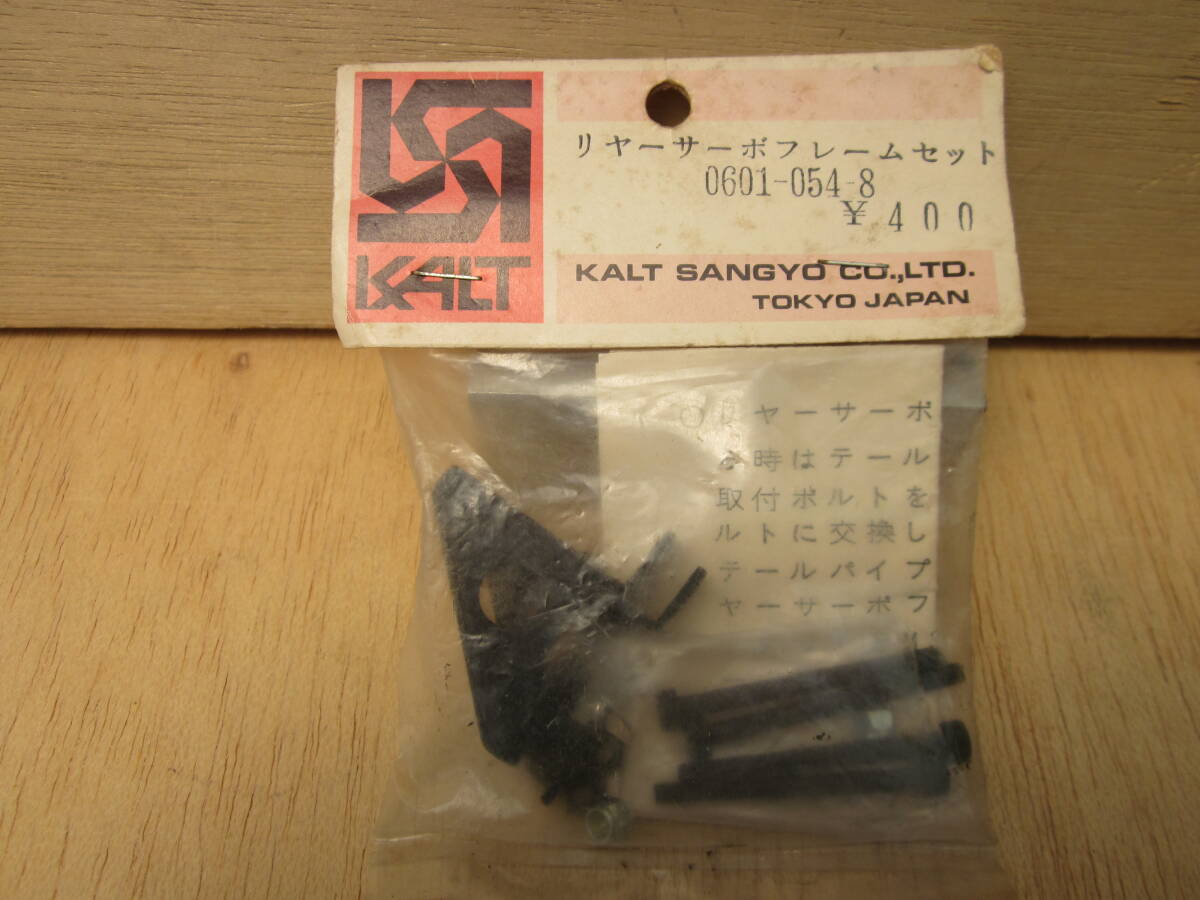 リヤーサーボフレームセット
0601-054-8
¥400
KALT
KALT SANGYO CO.,LTD.
TOKYO JAPAN
ヤーサーボ
時はテール
取付ボルトを
ルトに交換し
テールパイプ
ヤーサーボフ